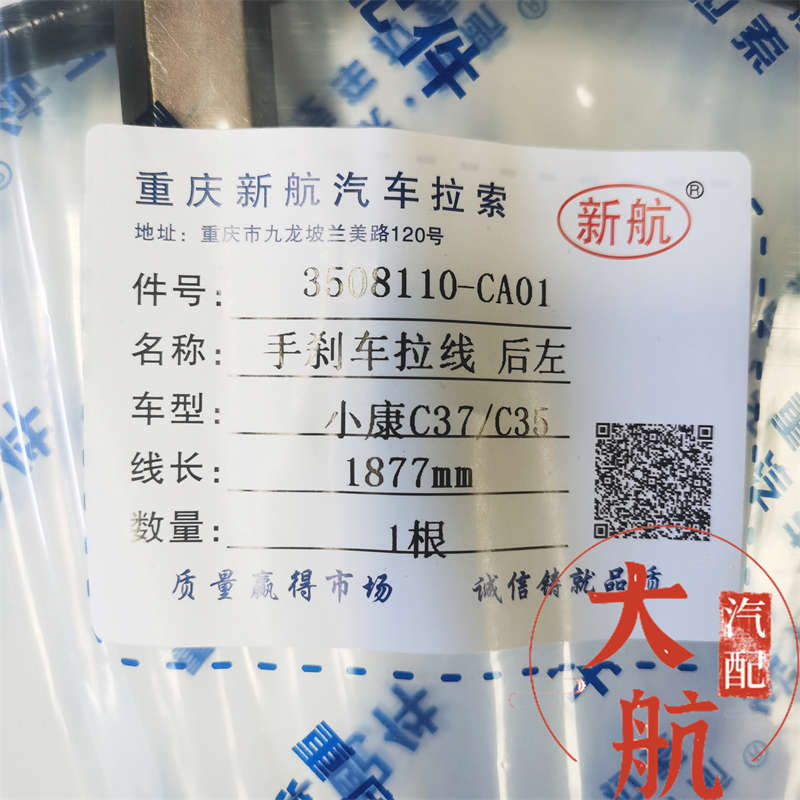 重庆新航汽车拉索
新航®
地址：重庆市九龙坡兰美路120号
件号：3508110-CA01
名称：手刹车拉线 后左
车型：小康C37/C35
线长：1877mm
数量：1根
质量赢得市场 诚信铸就品质
大航
汽配